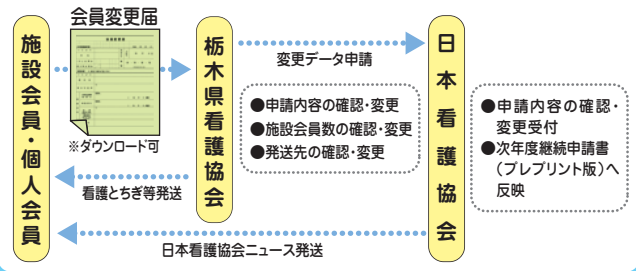 会員変更届
施設会員・個人会員
※ダウンロード可
栃木県看護協会
変更データ申請
●申請内容の確認・変更
●施設会員数の確認・変更
●発送先の確認・変更
日本看護協会
●申請内容の確認・
変更受付
●次年度継続申請書
(プレプリント版)へ
反映
看護とちぎ等発送
日本看護協会ニュース発送